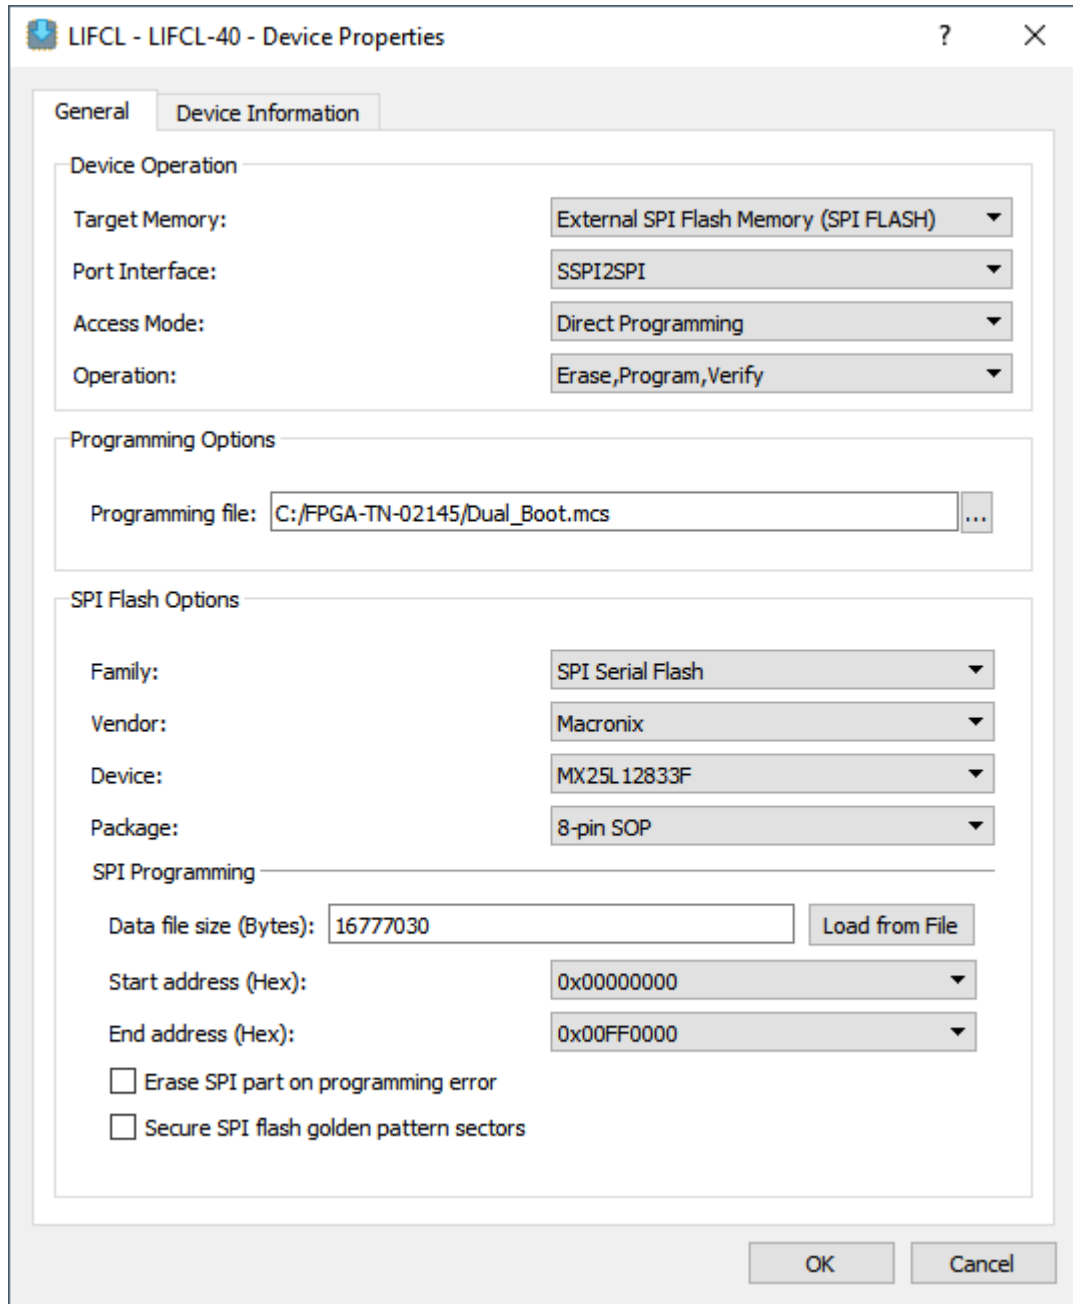 LIFCL - LIFCL-40 - Device Properties ?
General Device Information
Device Operation
Target Memory: External SPI Flash Memory (SPI FLASH)
Port Interface: SSPI2SPI
Access Mode: Direct Programming
Operation: Erase,Program,Verify
Programming Options
Programming file: C:/FPGA-TN-02145/Dual_Boot.mcs ...
SPI Flash Options
Family: SPI Serial Flash
Vendor: Macronix
Device: MX25L12833F
Package: 8-pin SOP
SPI Programming
Data file size (Bytes): 16777030 Load from File
Start address (Hex): 0x00000000
End address (Hex): 0x00FF0000
Erase SPI part on programming error
Secure SPI flash golden pattern sectors
OK Cancel